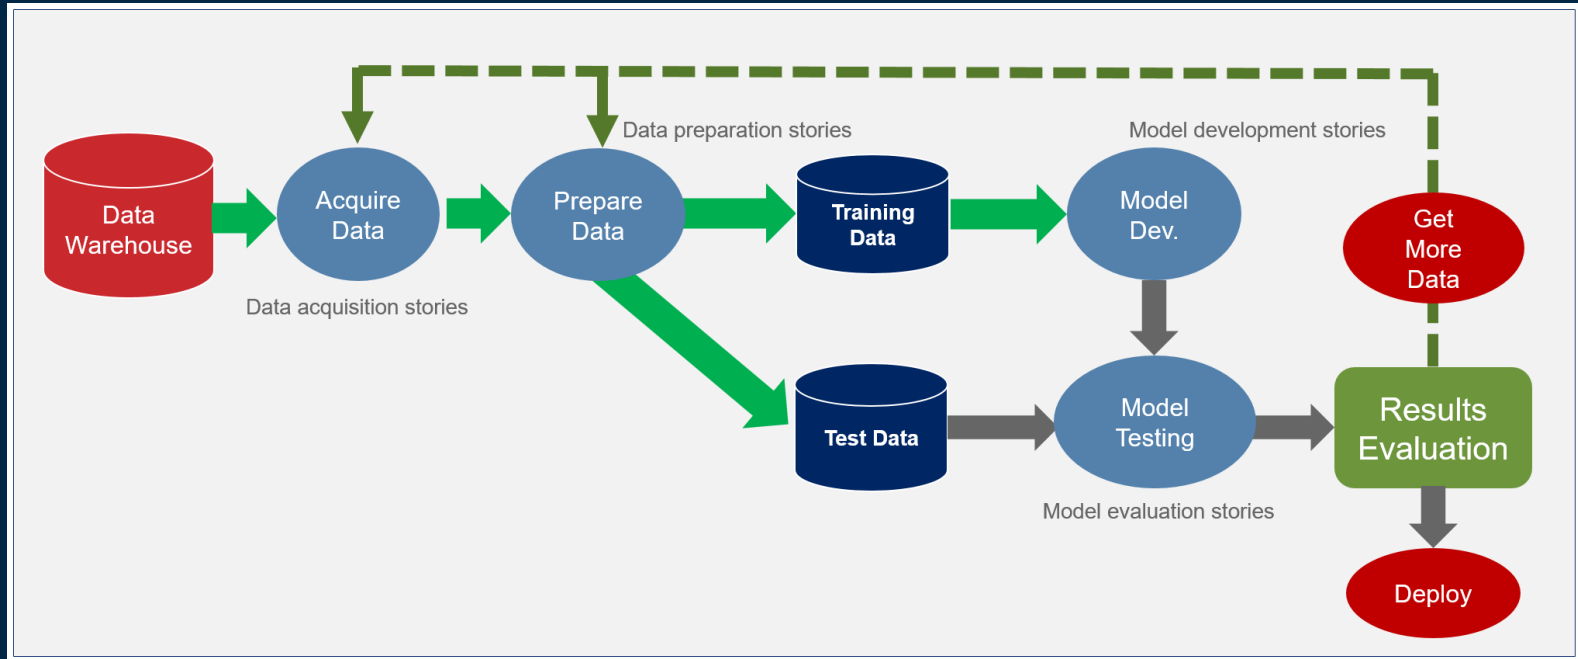 Data preparation stories
Model development stories
Data
Warehouse
Acquire
Data
Prepare
Data
Training
Data
Model
Dev.
Get
More
Data
Data acquisition stories
Test Data
Model
Testing
Results
Evaluation
Model evaluation stories
Deploy